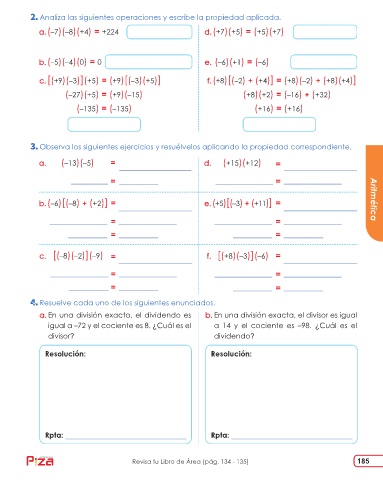 2. Analiza las siguientes operaciones y escribe la propiedad aplicada.
a. (–7)(–8)(+4) = +224
d. (+7)(+5) = (+5)(+7)
b. (–5)(–4)(0) = 0
e. (–6)(+1) = (–6)
c. [(+9)(–3)](+5) = (+9)[(–3)(+5)]
(–27)(+5) = (+9)(–15)
(–135) = (–135)
f. (+8)[(–2) + (+4)] = (+8)(–2) + (+8)(+4)]
(+8)(+2) = (–16) + (+32)
(+16) = (+16)
3. Observa los siguientes ejercicios y resuélvelos aplicando la propiedad correspondiente.
a. (–13)(–5) =
=
d. (+15)(+12) =
=
b. (–6)[(–8) + (+2)] =
=
=
e. (+5)[(–3) + (+11)] =
=
=
c. [(–8)(–2)](–9) =
=
=
f. [(+8)(–3)](–6) =
=
=
Aritmética
4. Resuelve cada uno de los siguientes enunciados.
a. En una división exacta, el dividendo es
igual a –72 y el cociente es 8. ¿Cuál es el
divisor?
b. En una división exacta, el divisor es igual
a 14 y el cociente es –98. ¿Cuál es el
dividendo?
Resolución:
Resolución:
Rpta:
Rpta:
Piza
Revisa tu Libro de Área (pág. 134 - 135)
185